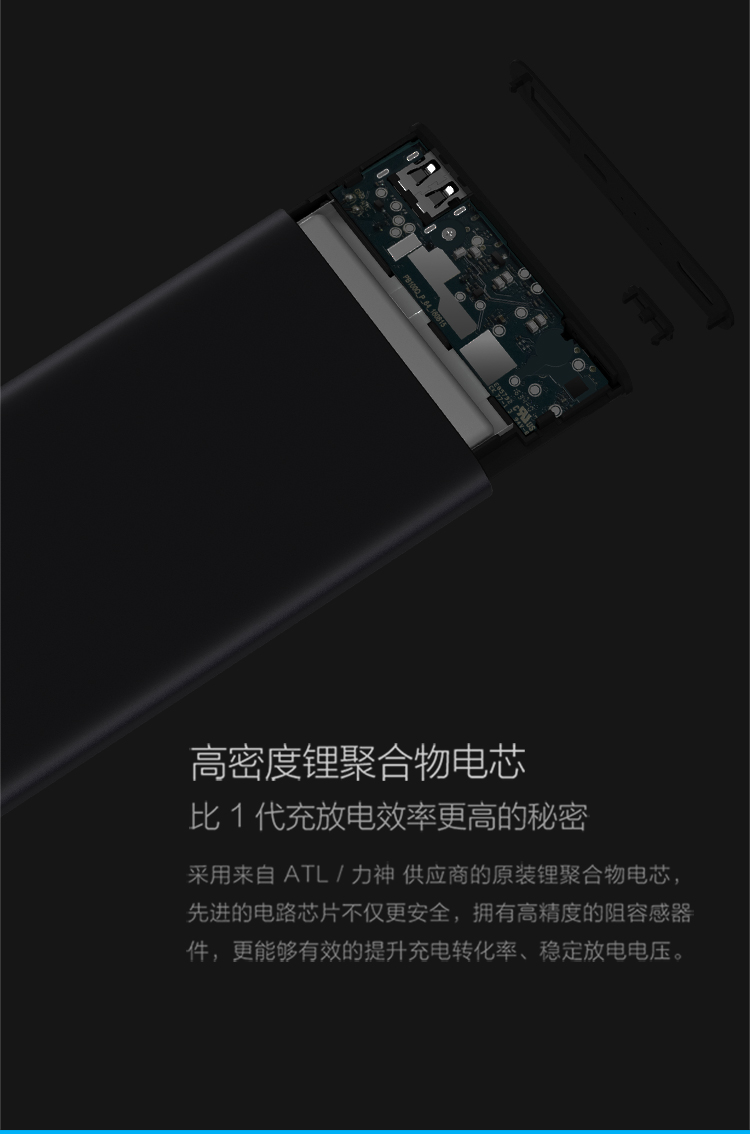 高密度锂聚合物电芯
比 1 代充放电效率更高的秘密
采用来自 ATL / 力神 供应商的原装锂聚合物电芯，
先进的电路芯片不仅更安全，拥有高精度的阻容感器
件，更能够有效的提升充电转化率、稳定放电电压。